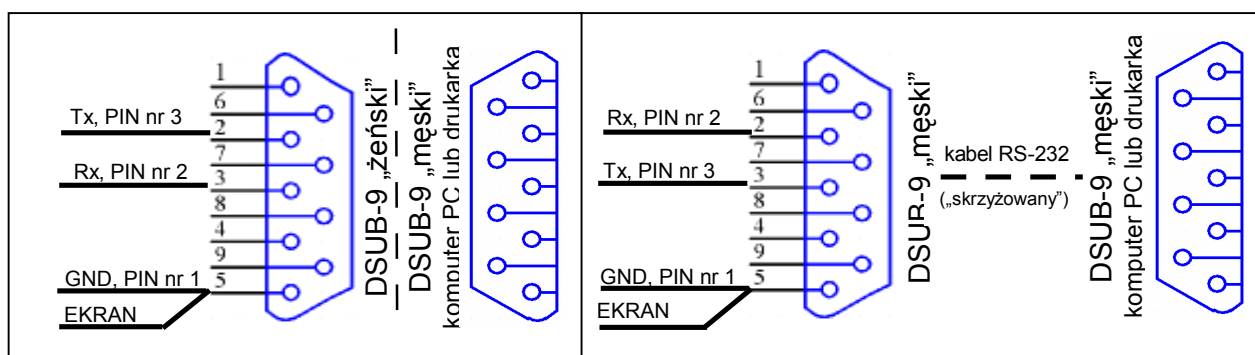 1
6
Tx, PIN nr 3
2
7
Rx, PIN nr 2
3
8
4
9
GND, PIN nr 1
5
EKRAN
DSUB-9 „żeński”
DSUB-9 „męski”
komputer PC lub drukarka
1
6
Rx, PIN nr 2
2
7
Tx, PIN nr 3
3
8
4
9
GND, PIN nr 1
5
EKRAN
DSUB-9 „męski”
kabel RS-232
(„skrzyżowany”)
DSUB-9 „męski”
komputer PC lub drukarka